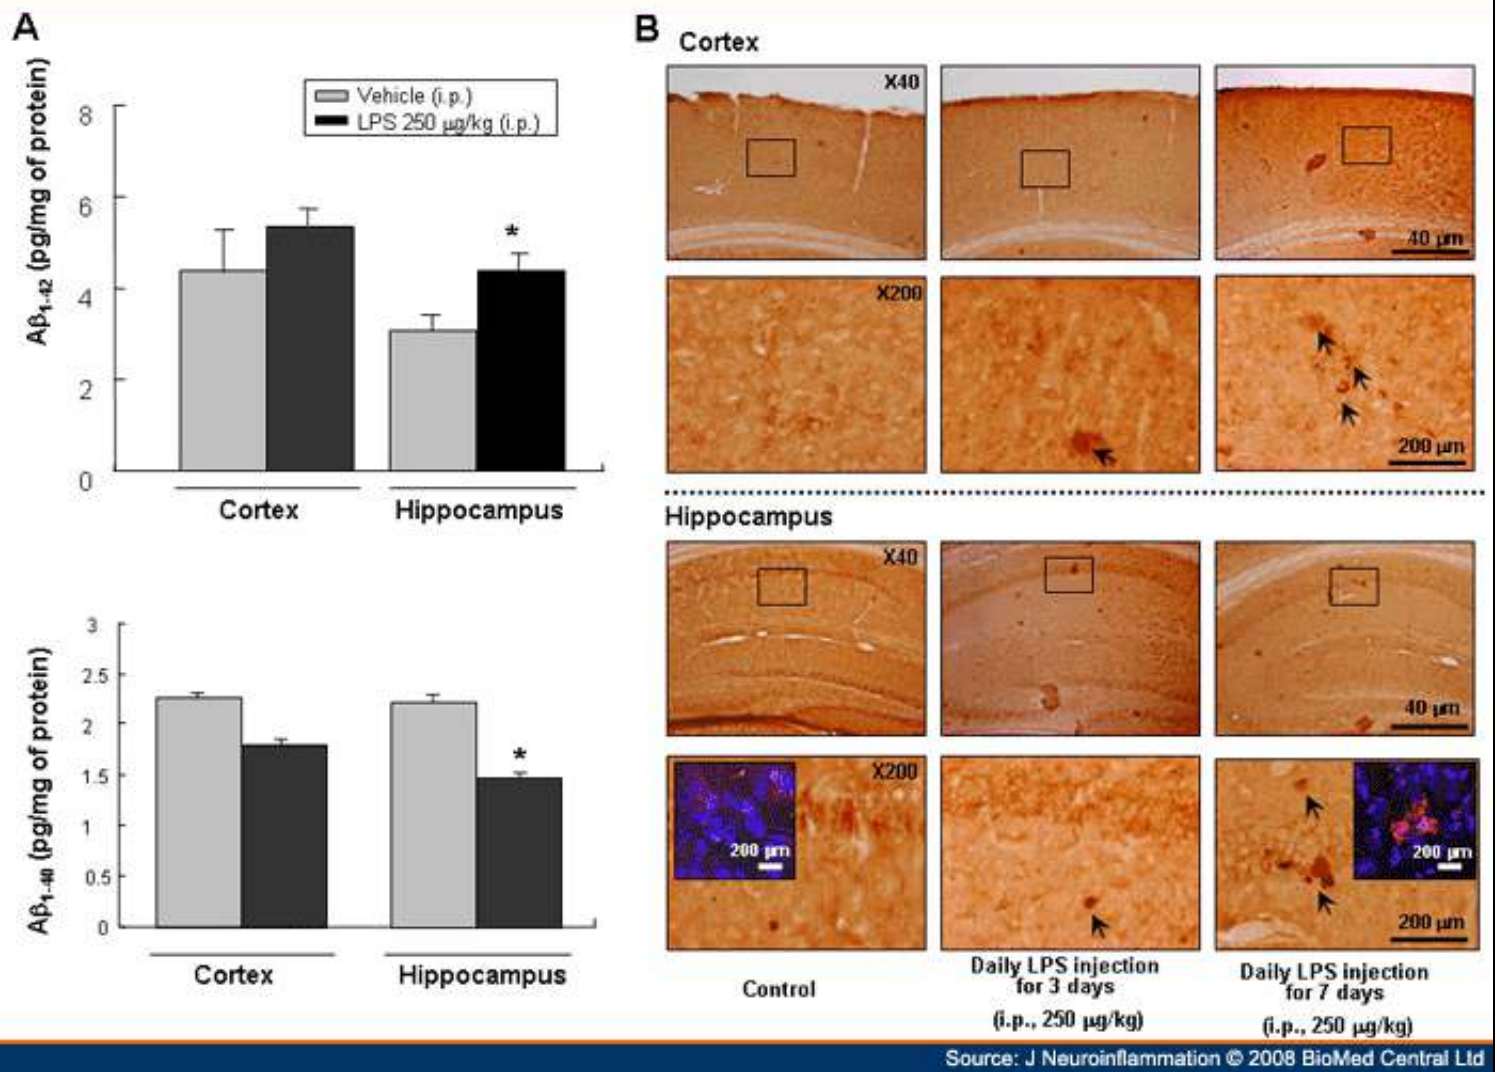 A
Aβ1-42 (pg/mg of protein)
Vehicle (i.p.)
LPS 250 µg/kg (i.p.)
8
6
4
2
0
*
Cortex
Hippocampus
Aβ1-40 (pg/mg of protein)
3
2.5
2
1.5
1
0.5
0
*
Cortex
Hippocampus
B
Cortex
X40
40 µm
X200
200 µm
Hippocampus
X40
40 µm
X200
200 µm
200 µm
200 µm
Control
Daily LPS injection
for 3 days
(i.p., 250 µg/kg)
Daily LPS injection
for 7 days
(i.p., 250 µg/kg)
Source: J Neuroinflammation © 2008 BioMed Central Ltd